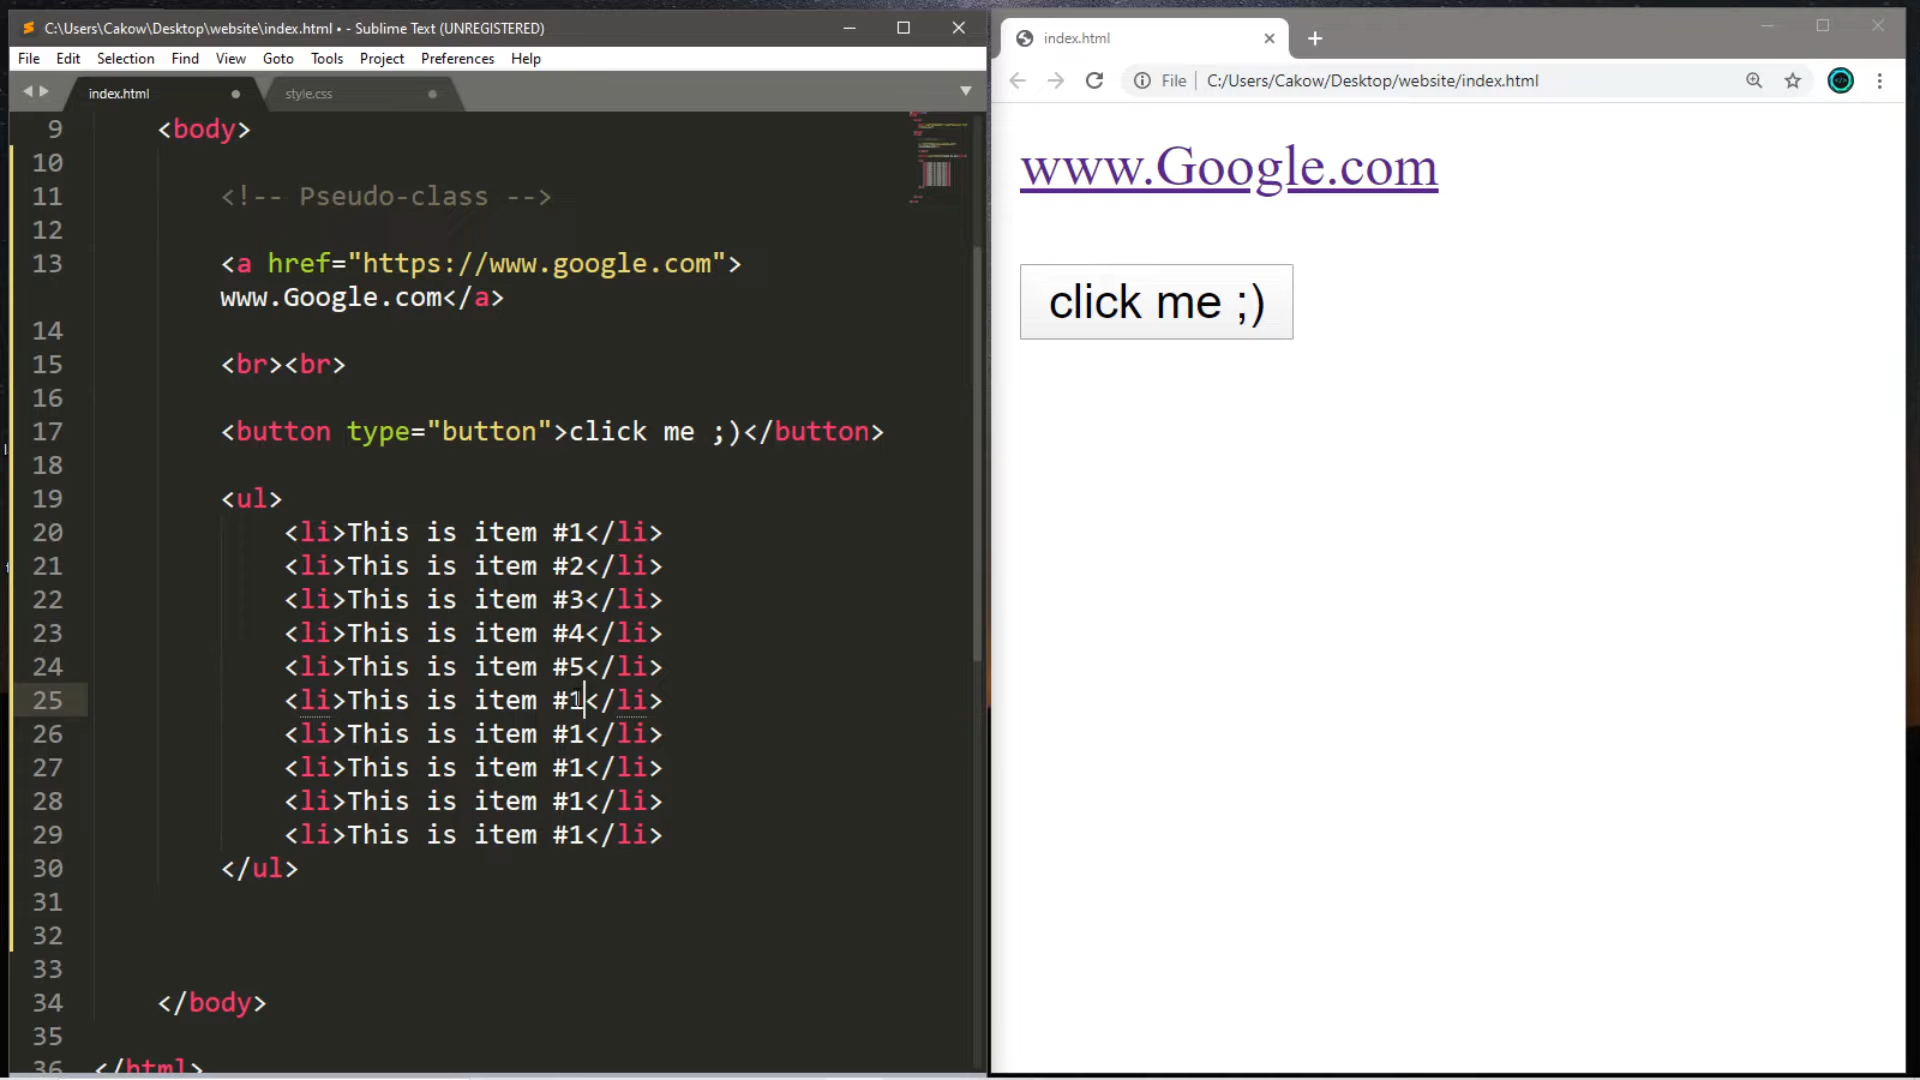 C:\Users\Cakow\Desktop\website\index.html • - Sublime Text (UNREGISTERED)
File Edit Selection Find View Goto Tools Project Preferences Help
index.html style.css
9 <body>
10
11 <!-- Pseudo-class -->
12
13 <a href="https://www.google.com">
www.Google.com</a>
14
15 <br><br>
16
17 <button type="button">click me ;)</button>
18
19 <ul>
20 <li>This is item #1</li>
21 <li>This is item #2</li>
22 <li>This is item #3</li>
23 <li>This is item #4</li>
24 <li>This is item #5</li>
25 <li>This is item #1</li>
26 <li>This is item #1</li>
27 <li>This is item #1</li>
28 <li>This is item #1</li>
29 <li>This is item #1</li>
30 </ul>
31
32
33
34 </body>
35
36 </html>
index.html
File C:/Users/Cakow/Desktop/website/index.html
www.Google.com
click me ;)